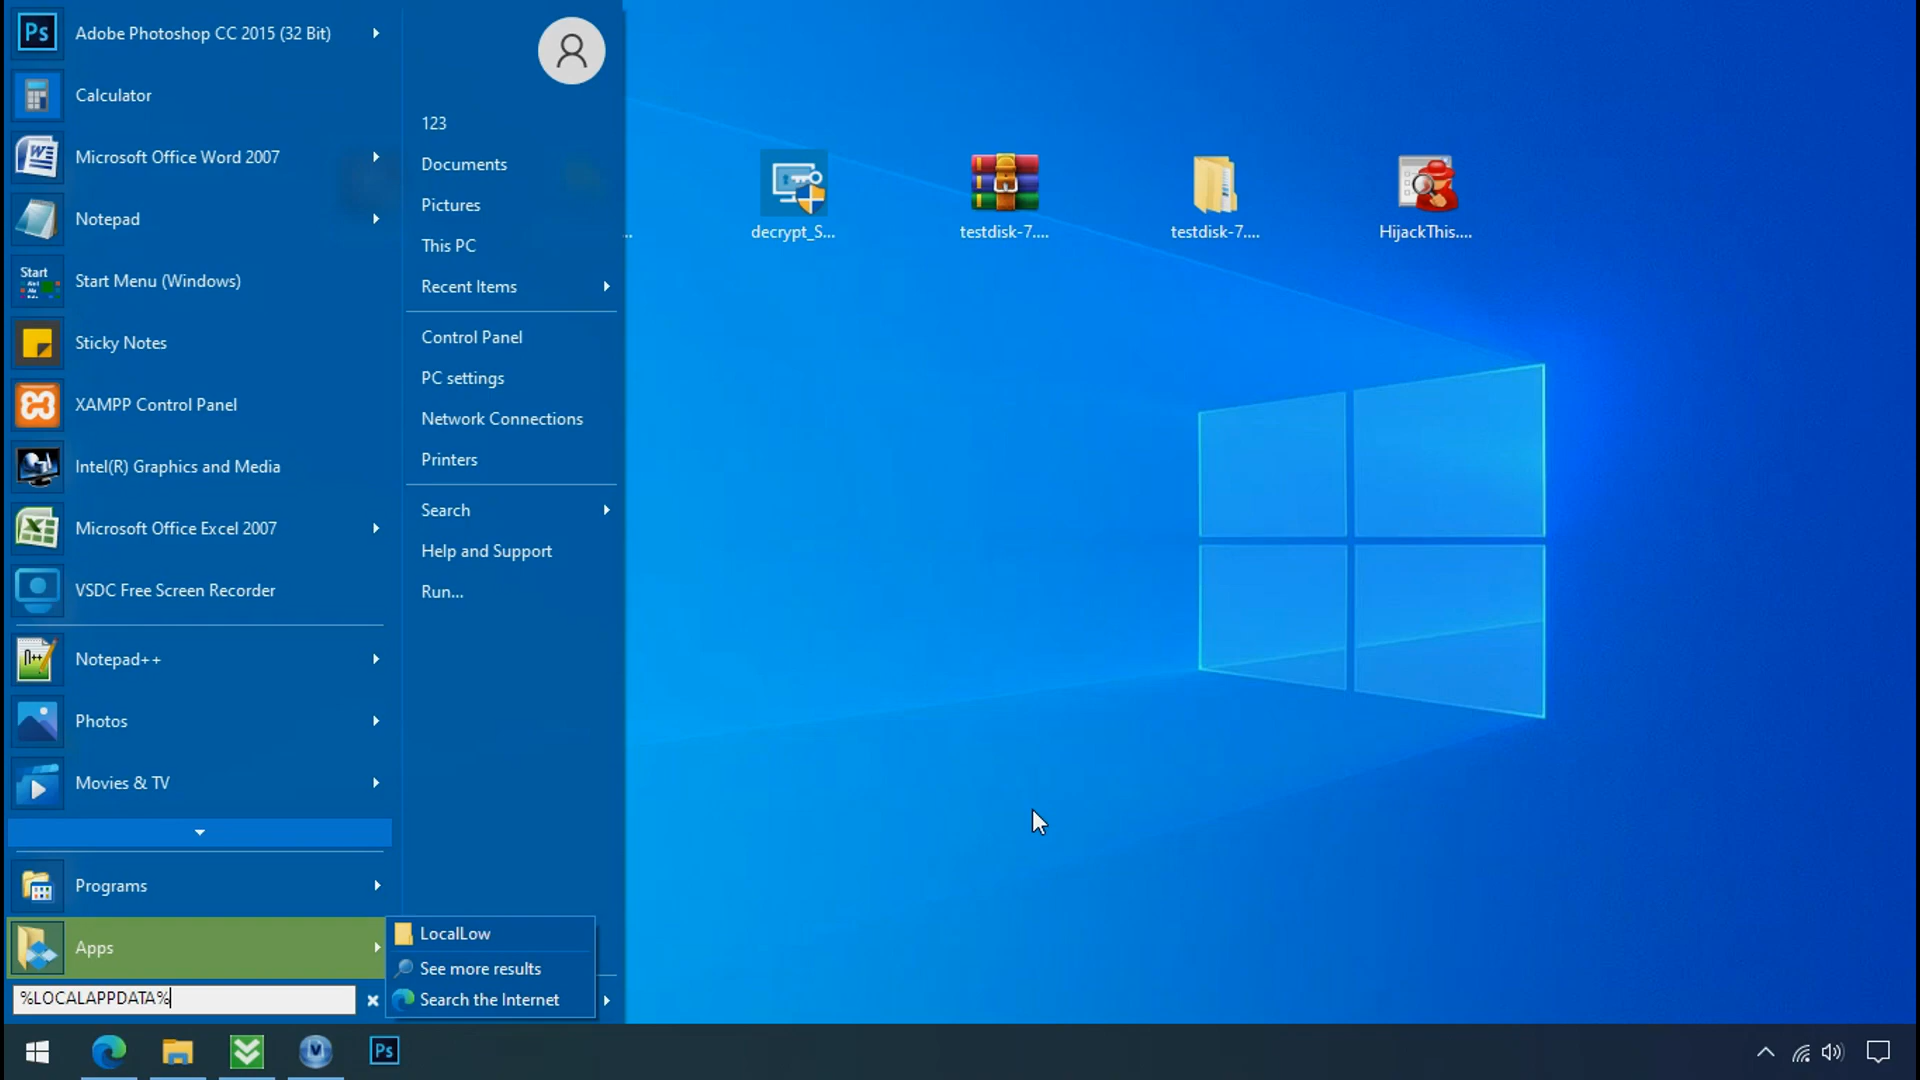 Adobe Photoshop CC 2015 (32 Bit)
Calculator
Microsoft Office Word 2007
Notepad
Start Menu (Windows)
Sticky Notes
XAMPP Control Panel
Intel(R) Graphics and Media
Microsoft Office Excel 2007
VSDC Free Screen Recorder
Notepad++
Photos
Movies & TV
Programs
Apps
%LOCALAPPDATA%
123
Documents
Pictures
This PC
Recent Items
Control Panel
PC settings
Network Connections
Printers
Search
Help and Support
Run...
LocalLow
See more results
Search the Internet
...
decrypt_S...
testdisk-7....
testdisk-7....
HijackThis....
Ps
Start
Ps